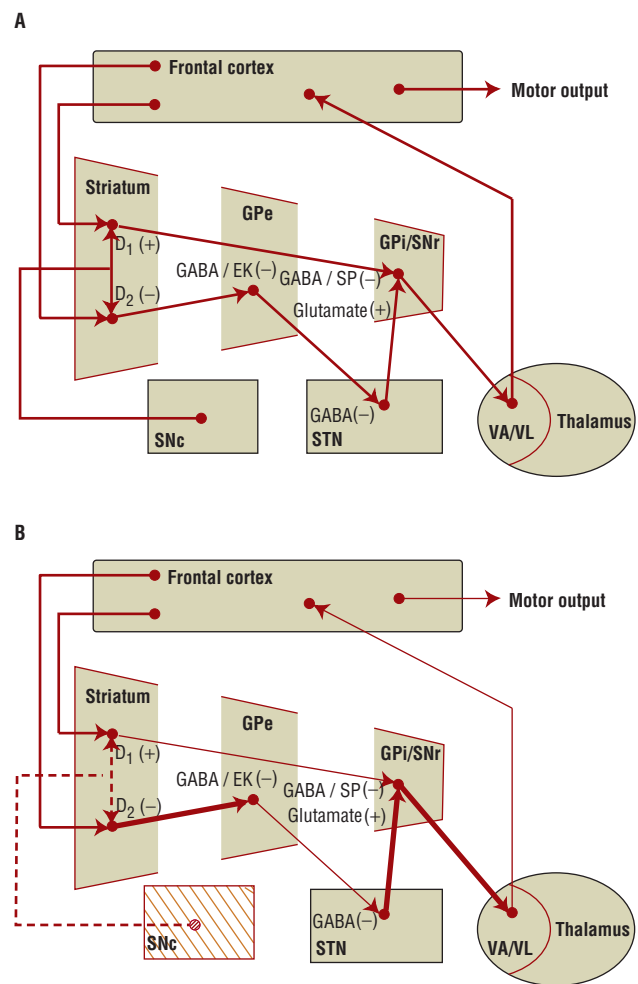 A
Frontal cortex
Motor output
Striatum
GPe
GPi/SNr
D1 (+)
GABA / EK (−)
GABA / SP (−)
D2 (−)
Glutamate (+)
GABA (−)
SNc
STN
VA/VL
Thalamus
B
Frontal cortex
Motor output
Striatum
GPe
GPi/SNr
D1 (+)
GABA / EK (−)
GABA / SP (−)
D2 (−)
Glutamate (+)
GABA (−)
SNc
STN
VA/VL
Thalamus